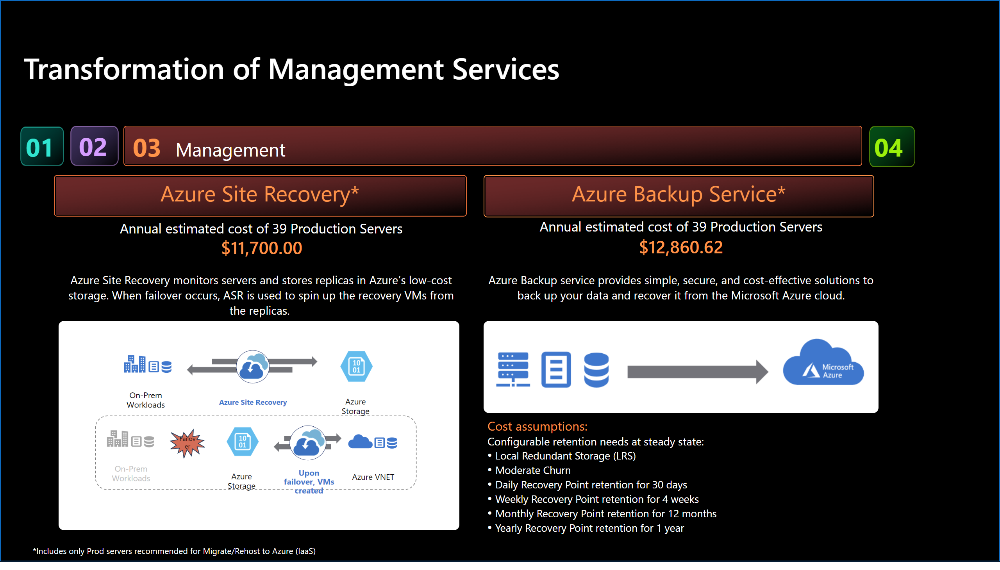 Transformation of Management Services
01
02
03 Management
04
Azure Site Recovery*
Annual estimated cost of 39 Production Servers
$11,700.00
Azure Site Recovery monitors servers and stores replicas in Azure’s low-cost
storage. When failover occurs, ASR is used to spin up the recovery VMs from
the replicas.
On-Prem
Workloads
Azure Site Recovery
10
01
Azure
Storage
On-Prem
Workloads
Failov
er
10
01
Azure
Storage
Upon
failover, VMs
created
Azure VNET
Azure Backup Service*
Annual estimated cost of 39 Production Servers
$12,860.62
Azure Backup service provides simple, secure, and cost-effective solutions to
back up your data and recover it from the Microsoft Azure cloud.
Microsoft
Azure
Cost assumptions:
Configurable retention needs at steady state:
• Local Redundant Storage (LRS)
• Moderate Churn
• Daily Recovery Point retention for 30 days
• Weekly Recovery Point retention for 4 weeks
• Monthly Recovery Point retention for 12 months
• Yearly Recovery Point retention for 1 year
*Includes only Prod servers recommended for Migrate/Rehost to Azure (IaaS)